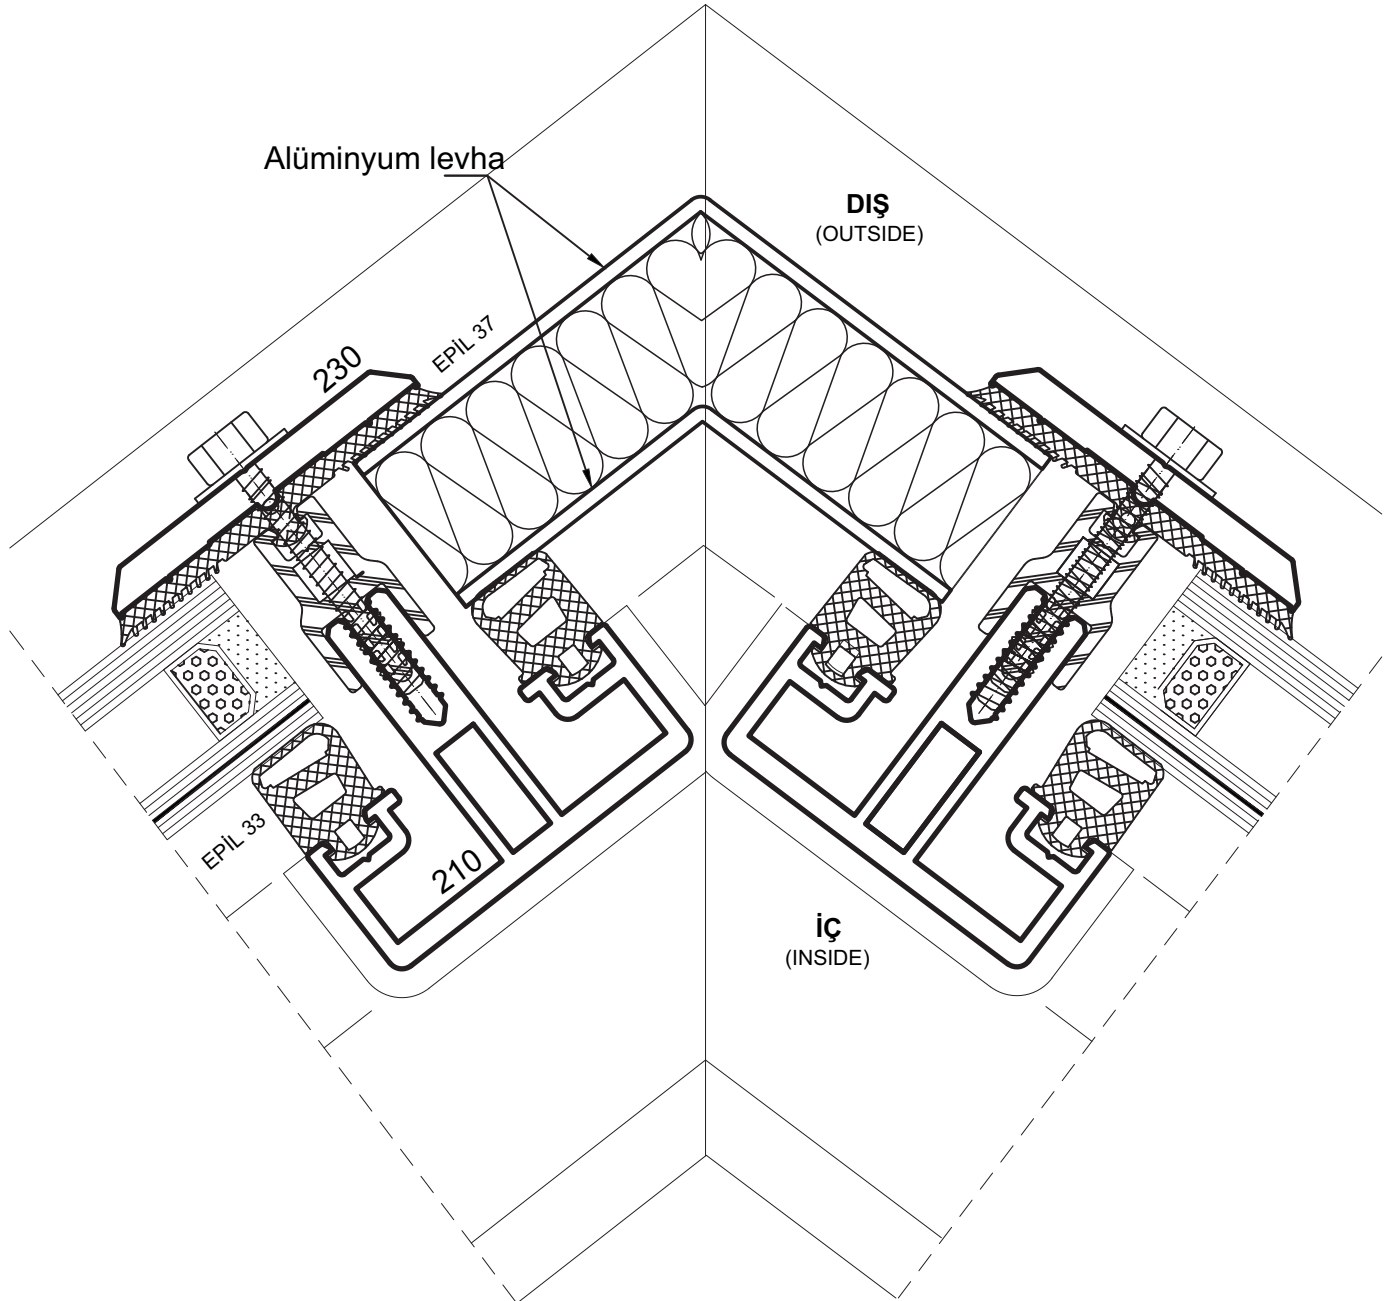 Alüminyum levha
DIŞ
(OUTSIDE)
EPİL 37
230
EPİL 33
210
İÇ
(INSIDE)